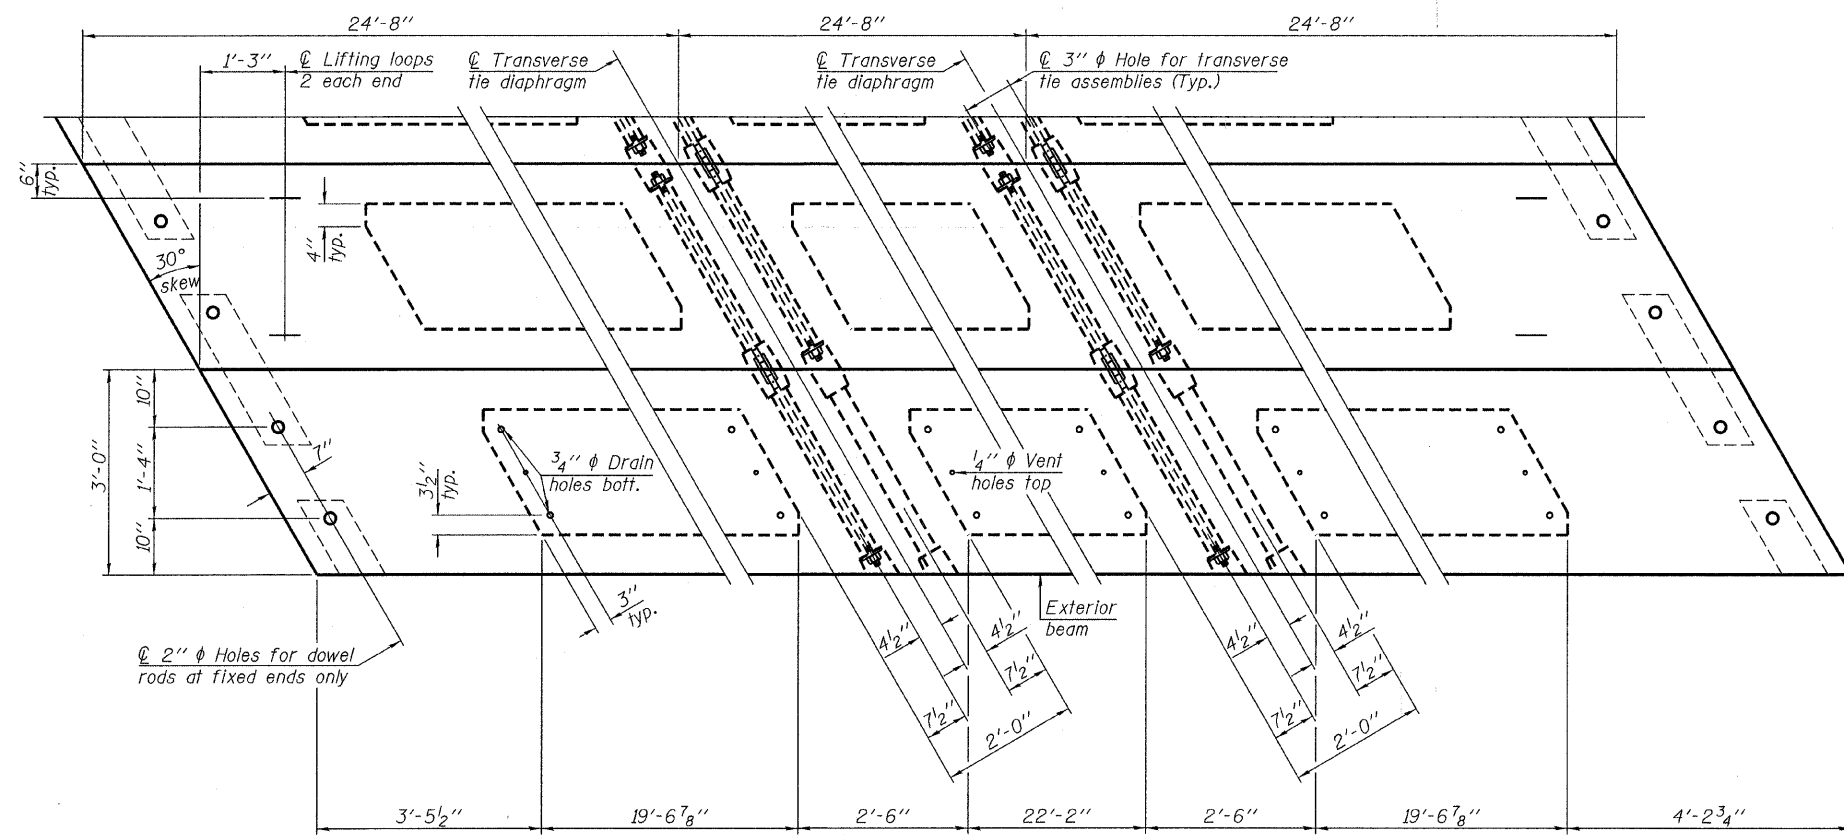 24'-8"
24'-8"
24'-8"
1'-3"
℄ Lifting loops
2 each end
℄ Transverse
tie diaphragm
℄ Transverse
tie diaphragm
℄ 3" ϕ Hole for transverse
tie assemblies (Typ.)
6"
typ.
4"
typ.
30°
skew
3'-0"
10"
1'-4"
10"
7"
3½"
typ.
¾" ϕ Drain
holes bott.
¼" ϕ Vent
holes top
3"
typ.
Exterior
beam
℄ 2" ϕ Holes for dowel
rods at fixed ends only
4½"
4½"
7½"
7½"
2'-0"
4½"
4½"
7½"
7½"
2'-0"
3'-5½"
19'-6⅞"
2'-6"
22'-2"
2'-6"
19'-6⅞"
4'-2¾"